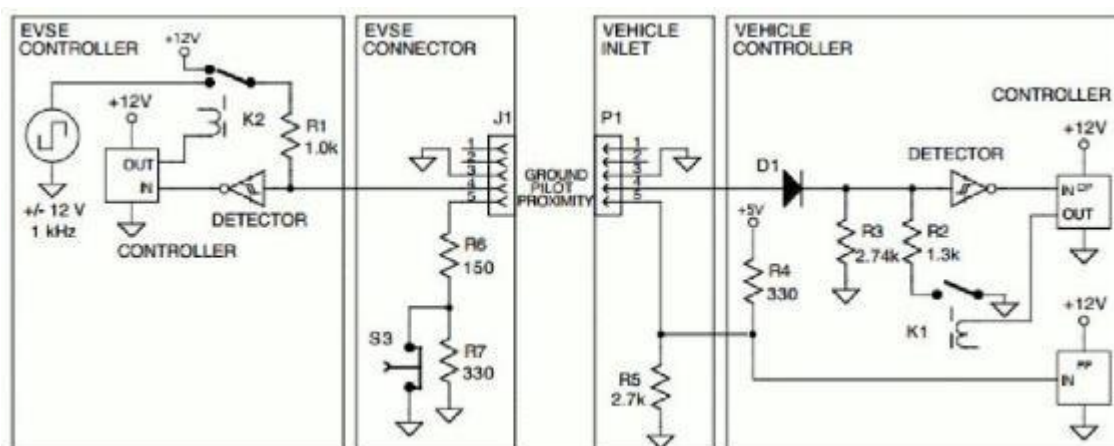 EVSE
CONTROLLER
+12V
+12V
K2
R1
1.0k
OUT
IN
+/- 12 V
1 kHz
DETECTOR
CONTROLLER
EVSE
CONNECTOR
J1
1
2
3
4
5
GROUND
PILOT
PROXIMITY
R6
150
S3
R7
330
VEHICLE
INLET
P1
1
2
3
4
5
R5
2.7k
VEHICLE
CONTROLLER
CONTROLLER
+12V
DETECTOR
D1
IN CP
OUT
+5V
R3
2.74k
R2
1.3k
R4
330
K1
+12V
PP
IN